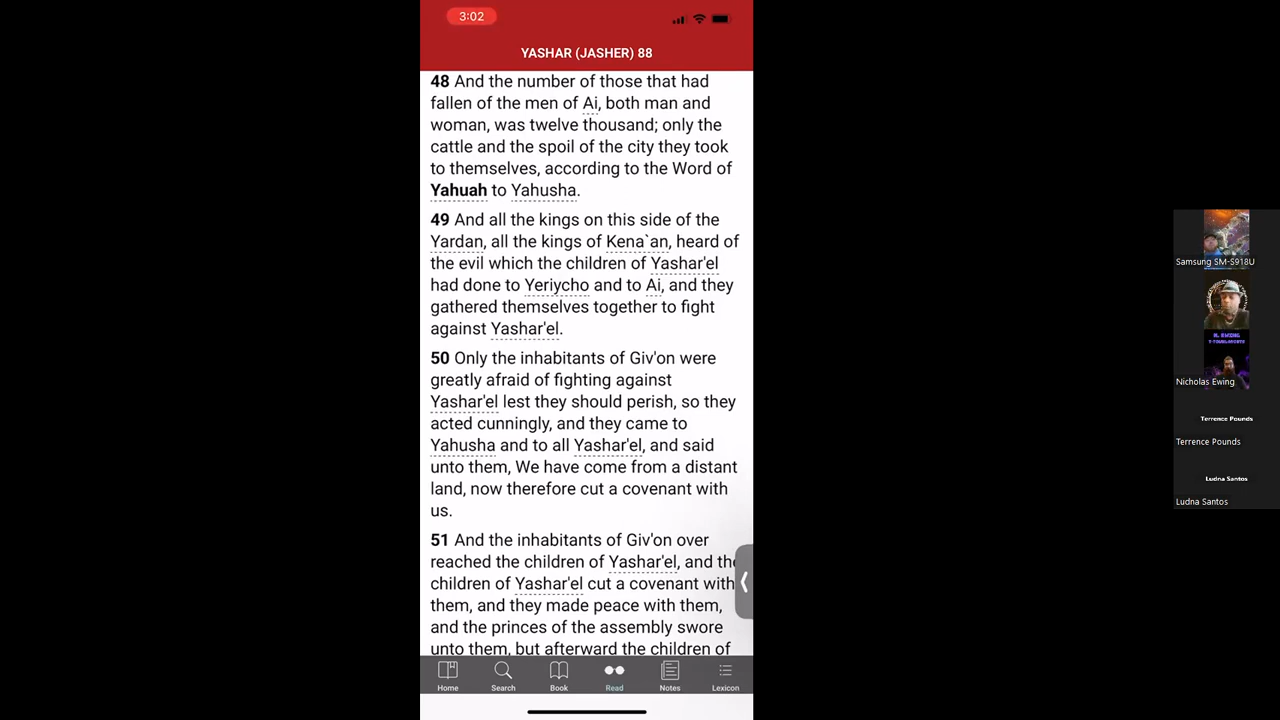 3:02
YASHAR (JASHER) 88
48 And the number of those that had
fallen of the men of Ai, both man and
woman, was twelve thousand; only the
cattle and the spoil of the city they took
to themselves, according to the Word of
Yahuah to Yahusha.
49 And all the kings on this side of the
Yardan, all the kings of Kena`an, heard of
the evil which the children of Yashar'el
had done to Yeriycho and to Ai, and they
gathered themselves together to fight
against Yashar'el.
50 Only the inhabitants of Giv'on were
greatly afraid of fighting against
Yashar'el lest they should perish, so they
acted cunningly, and they came to
Yahusha and to all Yashar'el, and said
unto them, We have come from a distant
land, now therefore cut a covenant with
us.
51 And the inhabitants of Giv'on over
reached the children of Yashar'el, and the
children of Yashar'el cut a covenant with
them, and they made peace with them,
and the princes of the assembly swore
unto them, but afterward the children of
Home Search Book Read Notes Lexicon
Samsung SM-S918U
Nicholas Ewing
Terrence Pounds
Terrence Pounds
Ludna Santos
Ludna Santos